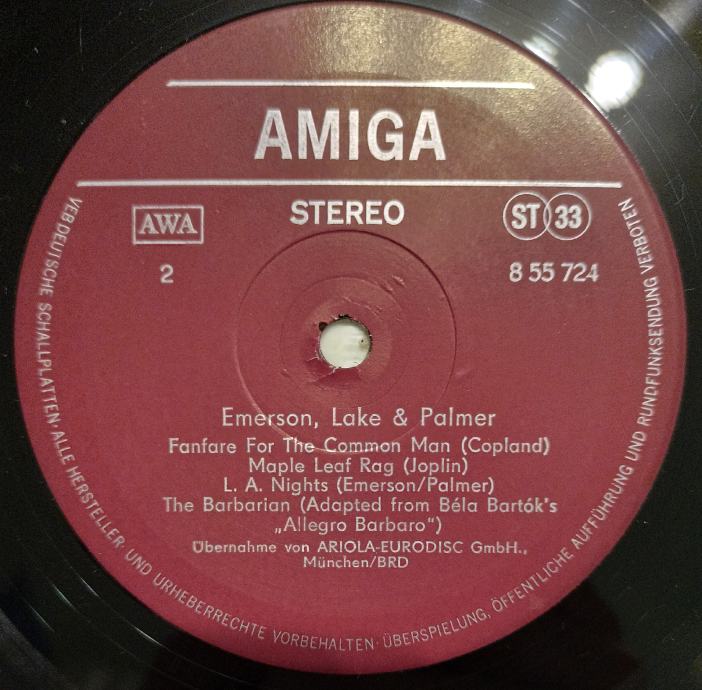 AMIGA
AWA
STEREO
ST 33
2
8 55 724
Emerson, Lake & Palmer
Fanfare For The Common Man (Copland)
Maple Leaf Rag (Joplin)
L. A. Nights (Emerson/Palmer)
The Barbarian (Adapted from Béla Bartók's
„Allegro Barbaro“)
Übernahme von ARIOLA-EURODISC GmbH.,
München/BRD
VEB DEUTSCHE SCHALLPLATTEN · ALLE HERSTELLER- UND URHEBERRECHTE VORBEHALTEN · ÜBERSPIELUNG, ÖFFENTLICHE AUFFÜHRUNG UND RUNDFUNKSENDUNG VERBOTEN